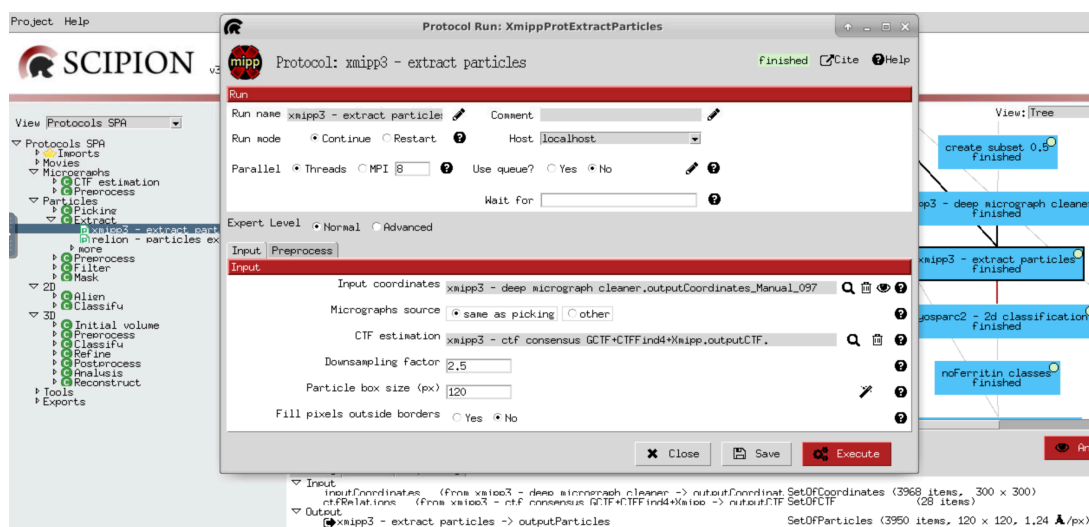 Project Help
SCIPION v3
View Protocols SPA
Protocols SPA
Imports
Movies
Micrographs
CTF estimation
Preprocess
Particles
Picking
Extract
xmipp3 - extract part
relion - particles ex
more
Preprocess
Filter
Mask
2D
Align
Classify
3D
Initial volume
Preprocess
Classify
Refine
Postprocess
Analysis
Reconstruct
Tools
Exports
Protocol Run: XmippProtExtractParticles
mipp
Protocol: xmipp3 - extract particles
finished Cite Help
Run
Run name xmipp3 - extract particle: Comment
Run mode Continue Restart Host localhost
Parallel Threads MPI 8 Use queue? Yes No
Wait for
Expert Level Normal Advanced
Input Preprocess
Input
Input coordinates xmipp3 - deep micrograph cleaner.outputCoordinates_Manual_097
Micrographs source same as picking other
CTF estimation xmipp3 - ctf consensus GCTF+CTFFind4+Xmipp.outputCTF.
Downsampling factor 2.5
Particle box size (px) 120
Fill pixels outside borders Yes No
Close Save Execute
View: Tree
create subset 0.5
finished
pp3 - deep micrograph cleaner
finished
xmipp3 - extract particles
finished
yosparc2 - 2d classification
finished
noFerritin classes
finished
An
Input
inputCoordinates (from xmipp3 - deep micrograph cleaner -> outputCoordinat SetOfCoordinates (3968 items, 300 x 300)
ctfRelations (from xmipp3 - ctf consensus GCTF+CTFFind4+Xmipp -> outputCTF SetOfCTF (28 items)
Output
xmipp3 - extract particles -> outputParticles SetOfParticles (3950 items, 120 x 120, 1.24 Å/px)